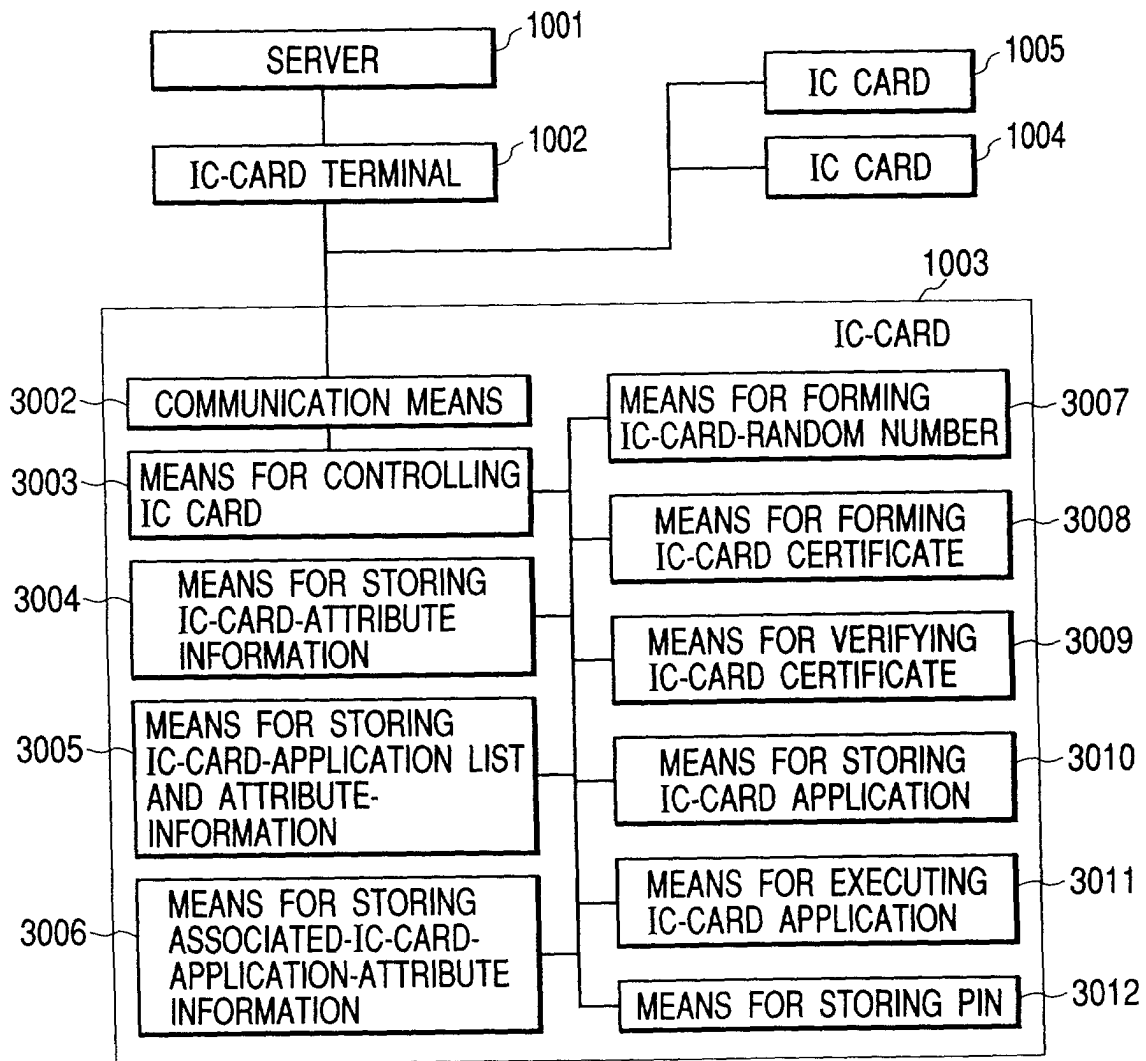 1001
SERVER
1005
IC CARD
1002
IC-CARD TERMINAL
1004
IC CARD
1003
IC-CARD
3002
COMMUNICATION MEANS
3003
MEANS FOR CONTROLLING
IC CARD
3004
MEANS FOR STORING
IC-CARD-ATTRIBUTE
INFORMATION
3005
MEANS FOR STORING
IC-CARD-APPLICATION LIST
AND ATTRIBUTE-
INFORMATION
3006
MEANS FOR STORING
ASSOCIATED-IC-CARD-
APPLICATION-ATTRIBUTE
INFORMATION
MEANS FOR FORMING
IC-CARD-RANDOM NUMBER
3007
MEANS FOR FORMING
IC-CARD CERTIFICATE
3008
MEANS FOR VERIFYING
IC-CARD CERTIFICATE
3009
MEANS FOR STORING
IC-CARD APPLICATION
3010
MEANS FOR EXECUTING
IC-CARD APPLICATION
3011
MEANS FOR STORING PIN
3012